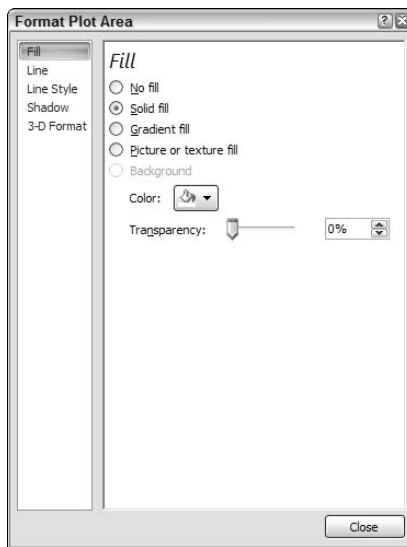 Format Plot Area
Fill
Line
Line Style
Shadow
3-D Format
Fill
No fill
Solid fill
Gradient fill
Picture or texture fill
Background
Color:
Transparency: 0%
Close